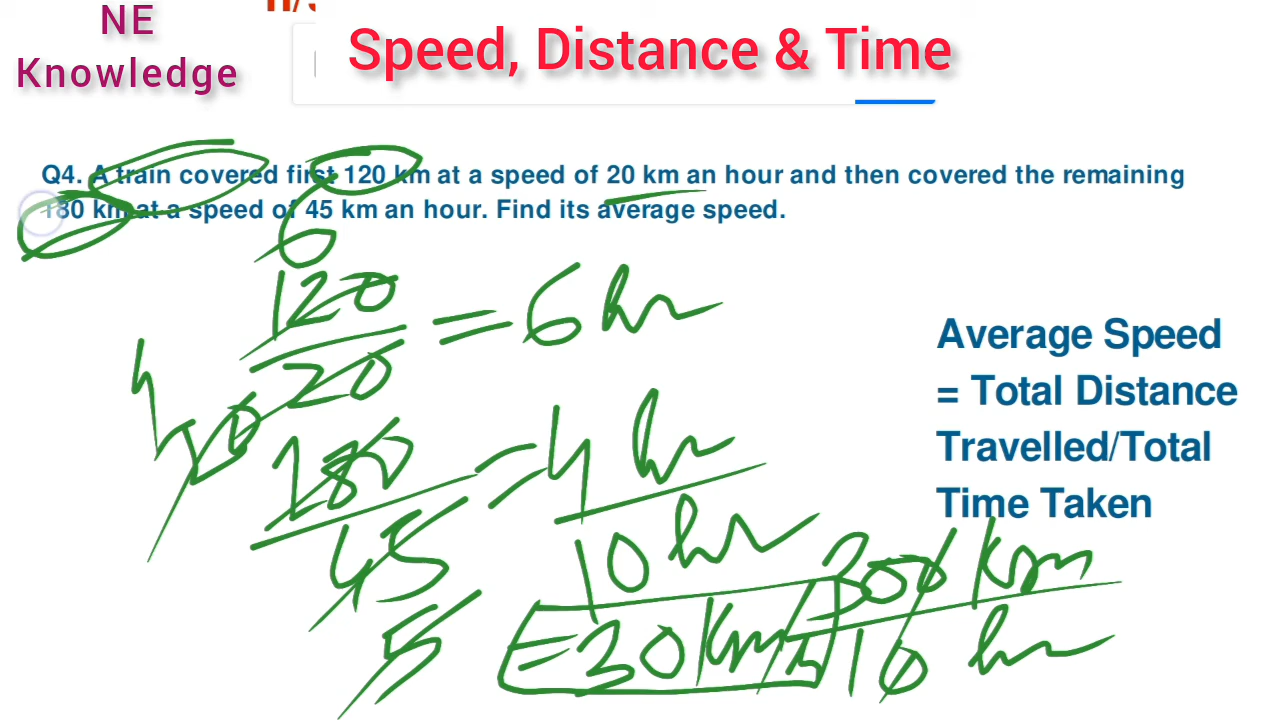 NE
Knowledge
Speed, Distance & Time
Q4. A train covered first 120 km at a speed of 20 km an hour and then covered the remaining
180 km at a speed of 45 km an hour. Find its average speed.
6
120
20
= 6 hr
180
45
= 4 hr
5
10 hr
300 km
10 hr
= 30 km/h
Average Speed
= Total Distance
Travelled/Total
Time Taken